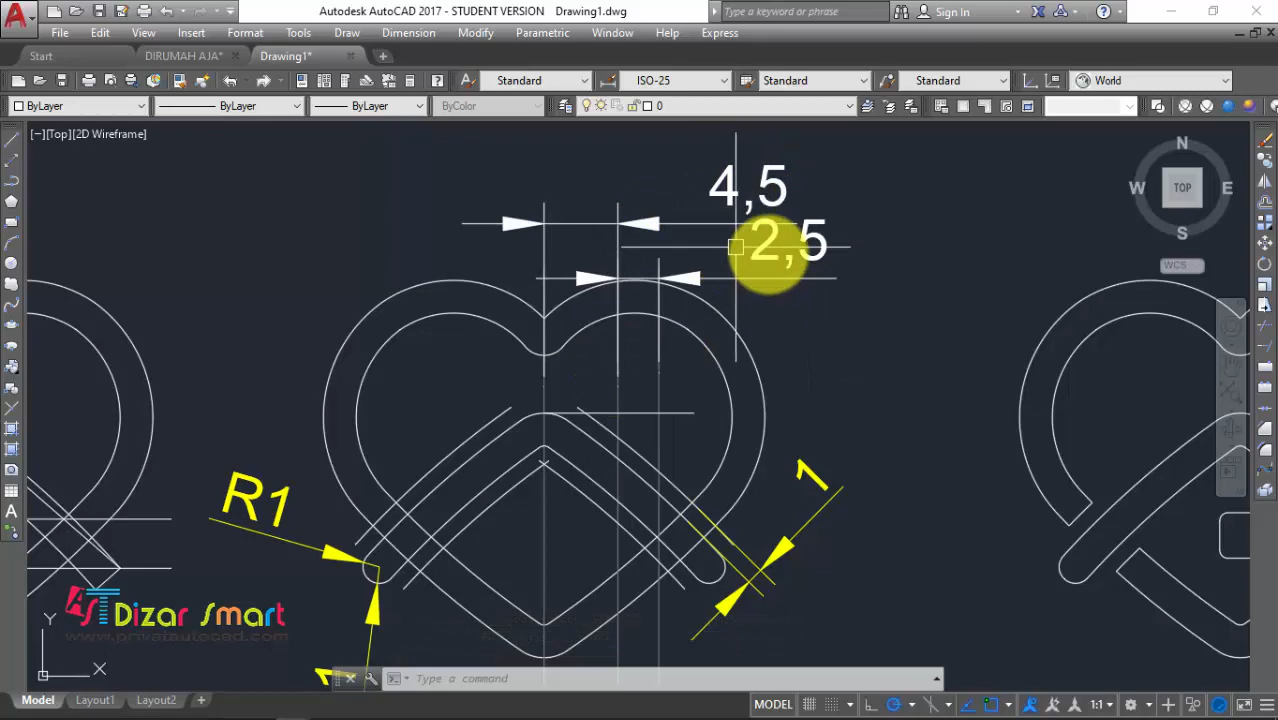 Autodesk AutoCAD 2017 - STUDENT VERSION Drawing1.dwg
Type a keyword or phrase
Sign In
File Edit View Insert Format Tools Draw Dimension Modify Parametric Window Help Express
Start DIRUMAH AJA* Drawing1*
Standard ISO-25 Standard Standard World
ByLayer ByLayer ByLayer ByColor 0
[−][Top][2D Wireframe]
N
W TOP E
S
WCS
4,5
2,5
1
R1
AST Dizar Smart
www.privateautocad.com
Y
X
Type a command
Model Layout1 Layout2
MODEL 1:1